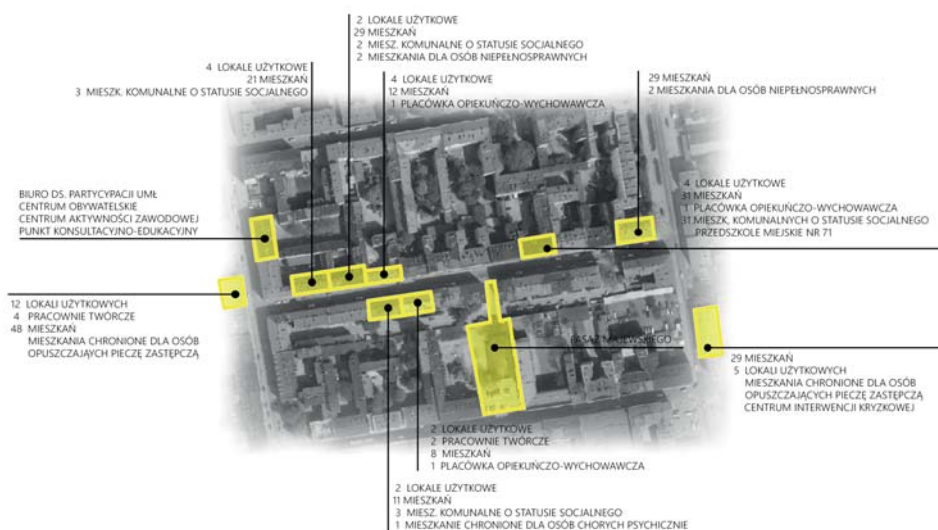 2 LOKALE UŻYTKOWE
29 MIESZKAŃ
2 MIESZ. KOMUNALNE O STATUSIE SOCJALNEGO
2 MIESZKANIA DLA OSÓB NIEPEŁNOSPRAWNYCH
4 LOKALE UŻYTKOWE
21 MIESZKAŃ
3 MIESZK. KOMUNALNE O STATUSIE SOCJALNEGO
4 LOKALE UŻYTKOWE
12 MIESZKAŃ
1 PLACÓWKA OPIEKUŃCZO-WYCHOWAWCZA
29 MIESZKAŃ
2 MIESZKANIA DLA OSÓB NIEPEŁNOSPRAWNYCH
BIURO DS. PARTYCYPACJI UMŁ
CENTRUM OBYWATELSKIE
CENTRUM AKTYWNOŚCI ZAWODOWEJ
PUNKT KONSULTACYJNO-EDUKACYJNY
4 LOKALE UŻYTKOWE
31 MIESZKAŃ
1 PLACÓWKA OPIEKUŃCZO-WYCHOWAWCZA
31 MIESZK. KOMUNALNYCH O STATUSIE SOCJALNEGO
PRZEDSZKOLE MIEJSKIE NR 71
12 LOKALI UŻYTKOWYCH
4 PRACOWNIE TWÓRCZE
48 MIESZKAŃ
MIESZKANIA CHRONIONE DLA OSÓB
OPUSZCZAJĄYCH PIECZĘ ZASTĘPCZĄ
PASAŻ MAJEWSKIEGO
29 MIESZKAŃ
5 LOKALI UŻYTKOWYCH
MIESZKANIA CHRONIONE DLA OSÓB
OPUSZCZAJĄYCH PIECZĘ ZASTĘPCZĄ
CENTRUM INTERWENCJI KRYZKOWEJ
2 LOKALE UŻYTKOWE
2 PRACOWNIE TWÓRCZE
8 MIESZKAŃ
1 PLACÓWKA OPIEKUŃCZO-WYCHOWAWCZA
2 LOKALE UŻYTKOWE
11 MIESZKAŃ
3 MIESZ. KOMUNALNE O STATUSIE SOCJALNEGO
1 MIESZKANIE CHRONIONE DLA OSÓB CHORYCH PSYCHICZNIE